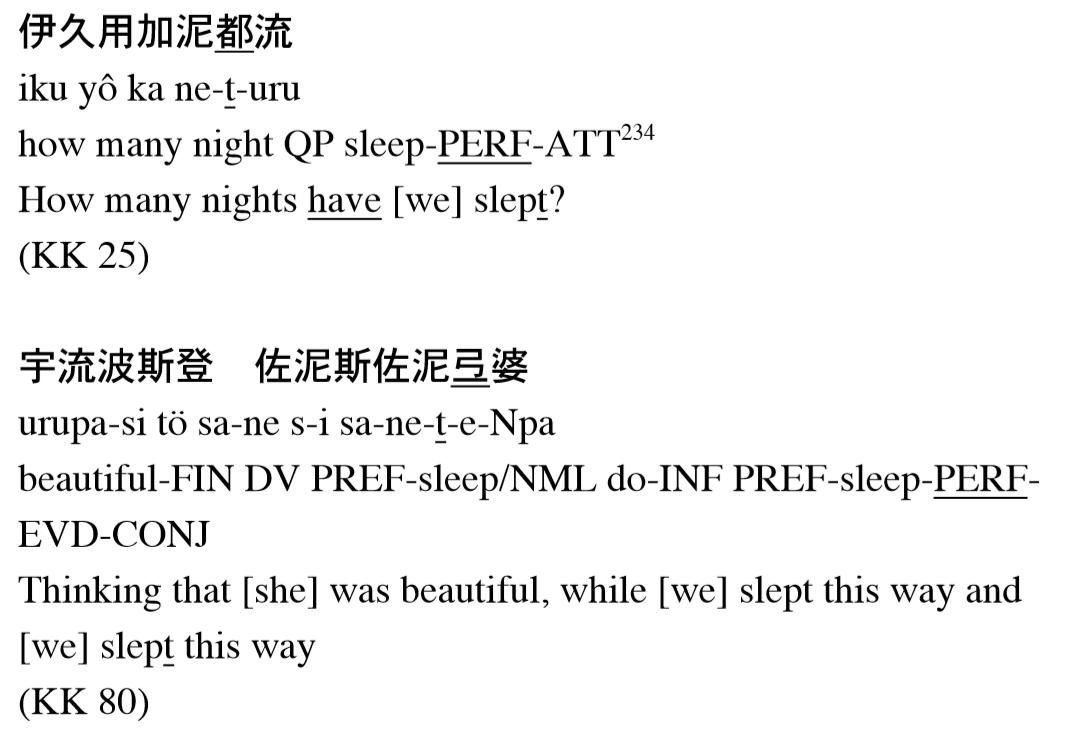 伊久用加泥都流
iku yô ka ne-t-uru
how many night QP sleep-PERF-ATT234
How many nights have [we] slept?
(KK 25)
宇流波斯登　佐泥斯佐泥弖婆
urupa-si tö sa-ne s-i sa-ne-t-e-Npa
beautiful-FIN DV PREF-sleep/NML do-INF PREF-sleep-PERF-
EVD-CONJ
Thinking that [she] was beautiful, while [we] slept this way and
[we] slept this way
(KK 80)